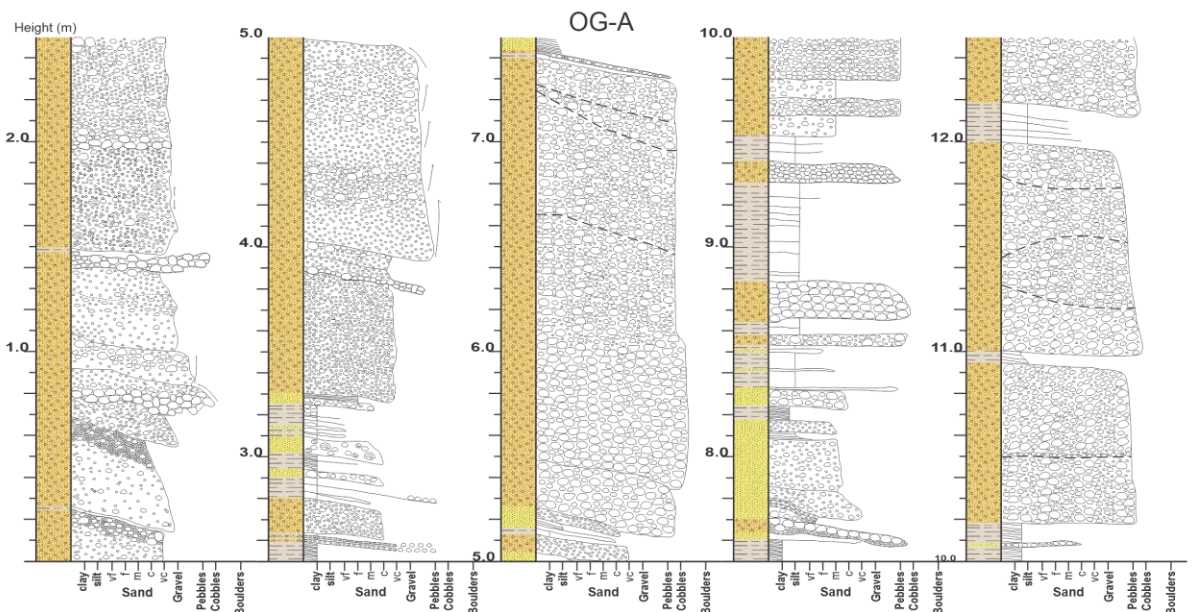 OG-A
Height (m)
2.0
1.0
clay silt vf f m c vc Gravel Pebbles Cobbles Boulders
Sand
5.0
4.0
3.0
clay silt vf f m c vc Gravel Pebbles Cobbles Boulders
Sand
7.0
6.0
5.0
clay silt vf f m c vc Gravel Pebbles Cobbles Boulders
Sand
10.0
9.0
8.0
clay silt vf f m c vc Gravel Pebbles Cobbles Boulders
Sand
12.0
11.0
10.0
clay silt vf f m c vc Gravel Pebbles Cobbles Boulders
Sand